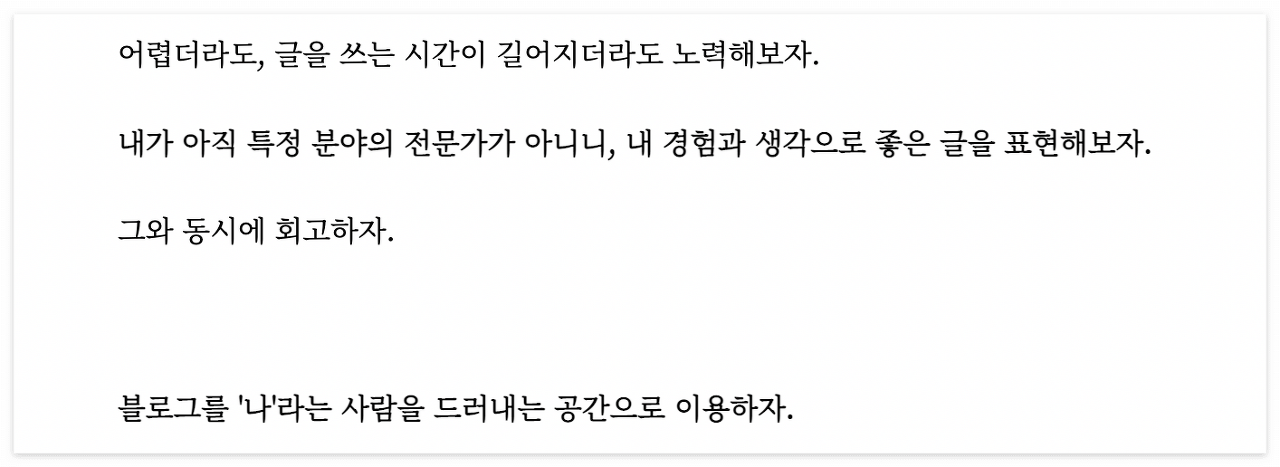 어렵더라도, 글을 쓰는 시간이 길어지더라도 노력해보자.
내가 아직 특정 분야의 전문가가 아니니, 내 경험과 생각으로 좋은 글을 표현해보자.
그와 동시에 회고하자.
블로그를 '나'라는 사람을 드러내는 공간으로 이용하자.